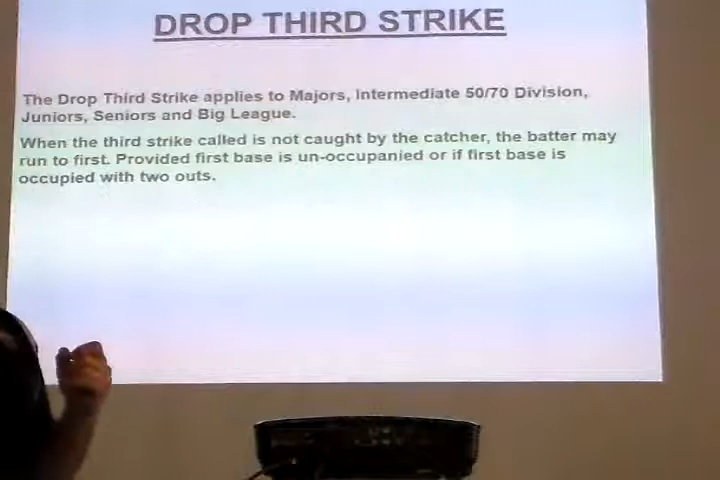 DROP THIRD STRIKE
The Drop Third Strike applies to Majors, Intermediate 50/70 Division,
Juniors, Seniors and Big League.
When the third strike called is not caught by the catcher, the batter may
run to first. Provided first base is un-occupanied or if first base is
occupied with two outs.